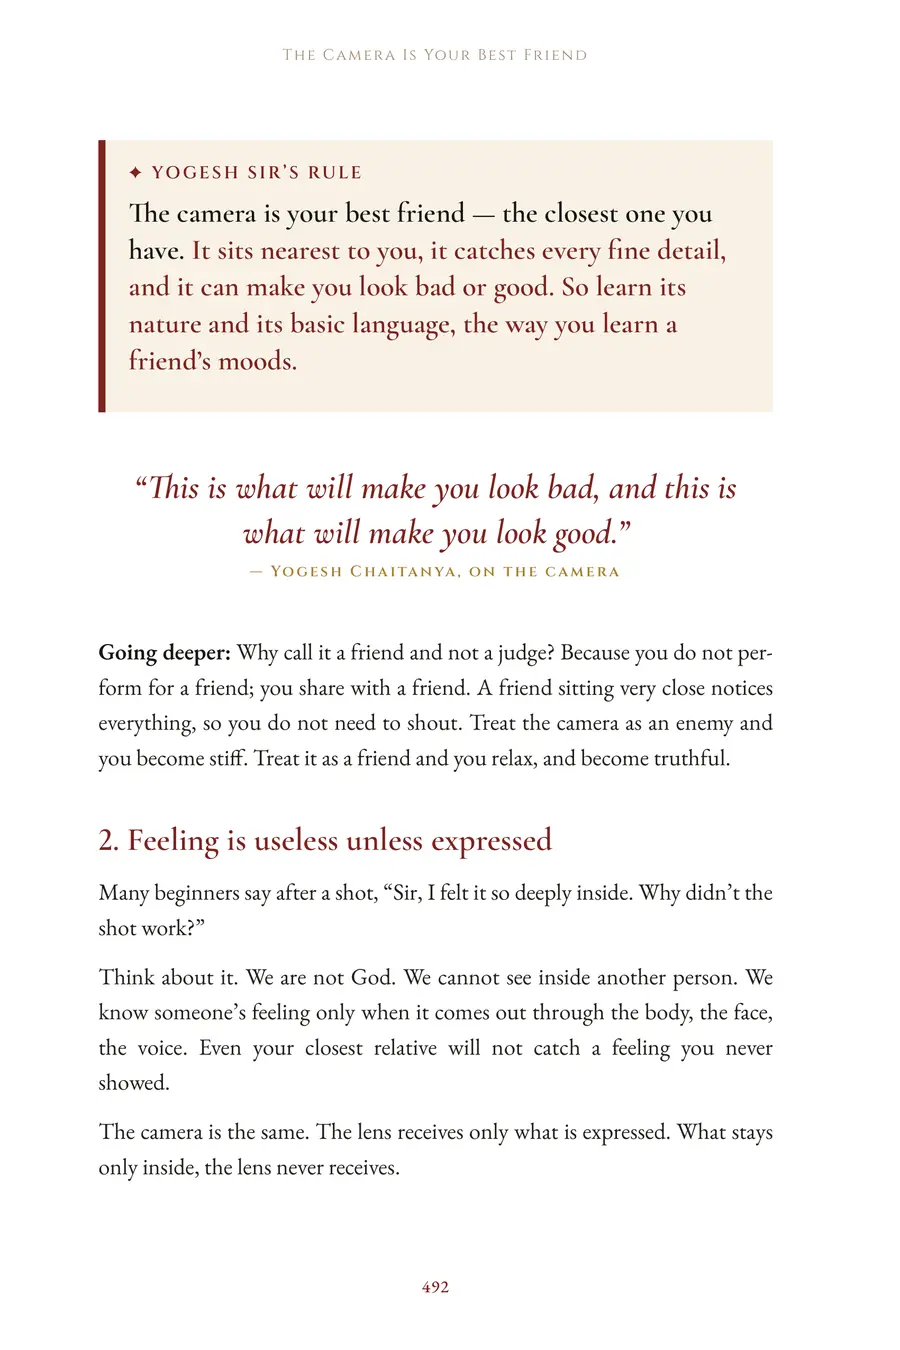 The Camera Is Your Best Friend
✦ YOGESH SIR’S RULE
The camera is your best friend — the closest one you
have. It sits nearest to you, it catches every fine detail,
and it can make you look bad or good. So learn its
nature and its basic language, the way you learn a
friend’s moods.
“This is what will make you look bad, and this is
what will make you look good.”
— Yogesh Chaitanya, on the camera
Going deeper: Why call it a friend and not a judge? Because you do not per-
form for a friend; you share with a friend. A friend sitting very close notices
everything, so you do not need to shout. Treat the camera as an enemy and
you become stiff. Treat it as a friend and you relax, and become truthful.
2. Feeling is useless unless expressed
Many beginners say after a shot, “Sir, I felt it so deeply inside. Why didn’t the
shot work?”
Think about it. We are not God. We cannot see inside another person. We
know someone’s feeling only when it comes out through the body, the face,
the voice. Even your closest relative will not catch a feeling you never
showed.
The camera is the same. The lens receives only what is expressed. What stays
only inside, the lens never receives.
492